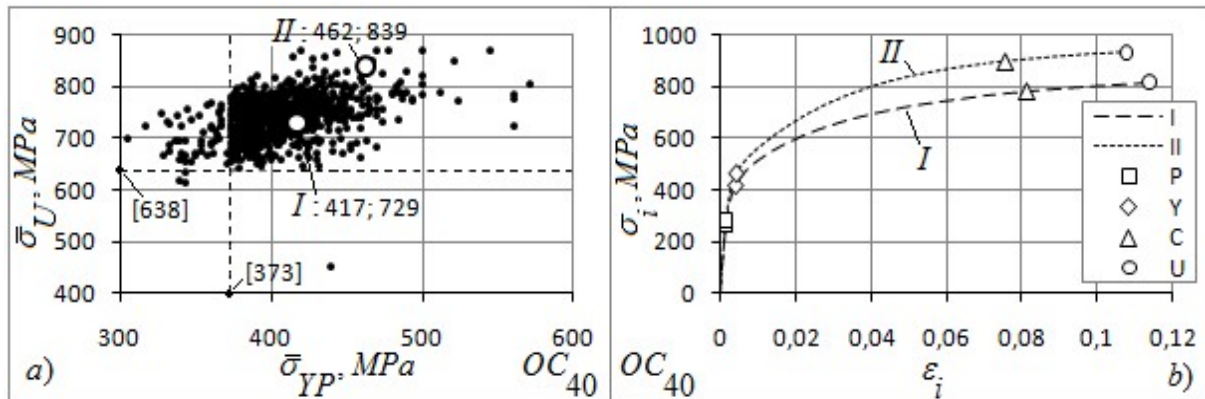 900
800
700
600
500
400
300
400
500
600
σ̄U, MPa
σ̄YP, MPa
II : 462; 839
I : 417; 729
[638]
[373]
a)
OC40
1000
800
600
400
200
0
0
0,02
0,04
0,06
0,08
0,1
0,12
σi, MPa
εi
II
I
I
II
P
Y
C
U
OC40
b)